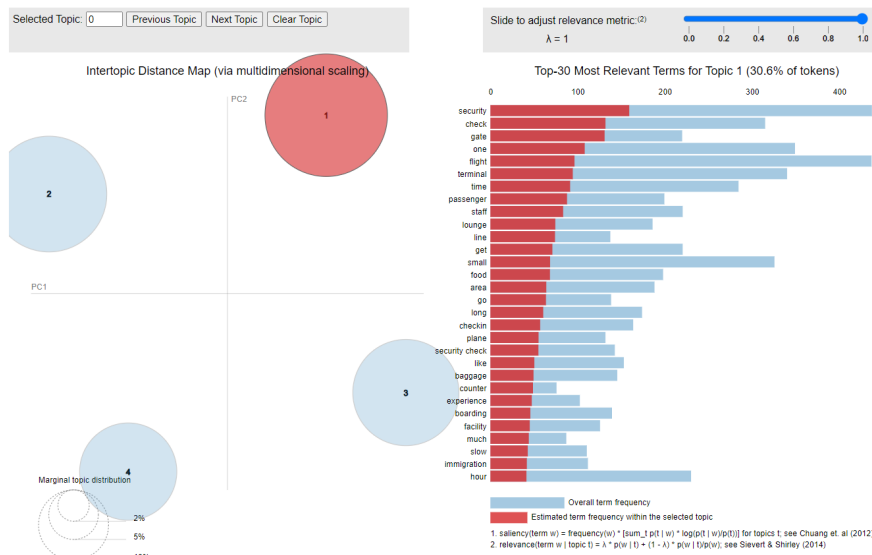 Selected Topic: 0 Previous Topic Next Topic Clear Topic
Slide to adjust relevance metric:(2)
λ = 1
0.0 0.2 0.4 0.6 0.8 1.0
Intertopic Distance Map (via multidimensional scaling)
PC2
PC1
1
2
3
4
Marginal topic distribution
2%
5%
Top-30 Most Relevant Terms for Topic 1 (30.6% of tokens)
0 100 200 300 400
security
check
gate
one
flight
terminal
time
passenger
staff
lounge
line
get
small
food
area
go
long
checkin
plane
security check
like
baggage
counter
experience
boarding
facility
much
slow
immigration
hour
Overall term frequency
Estimated term frequency within the selected topic
1. saliency(term w) = frequency(w) * [sum_t p(t | w) * log(p(t | w)/p(t))] for topics t; see Chuang et. al (2012)
2. relevance(term w | topic t) = λ * p(w | t) + (1 - λ) * p(w | t)/p(w); see Sievert & Shirley (2014)